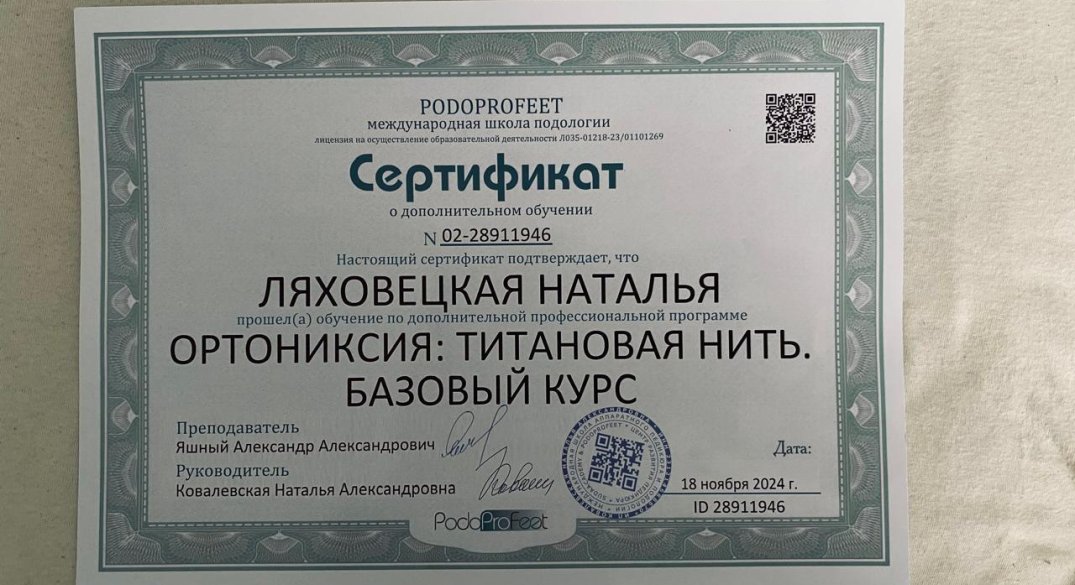 PODOPROFEET
международная школа подологии
лицензия на осуществление образовательной деятельности Л035-01218-23/01101269
Сертификат
о дополнительном обучении
N 02-28911946
Настоящий сертификат подтверждает, что
ЛЯХОВЕЦКАЯ НАТАЛЬЯ
прошел(а) обучение по дополнительной профессиональной программе
ОРТОНИКСИЯ: ТИТАНОВАЯ НИТЬ.
БАЗОВЫЙ КУРС
Преподаватель
Яшный Александр Александрович
Руководитель
Ковалевская Наталья Александровна
Дата:
18 ноября 2024 г.
ID 28911946
PodoProFeet